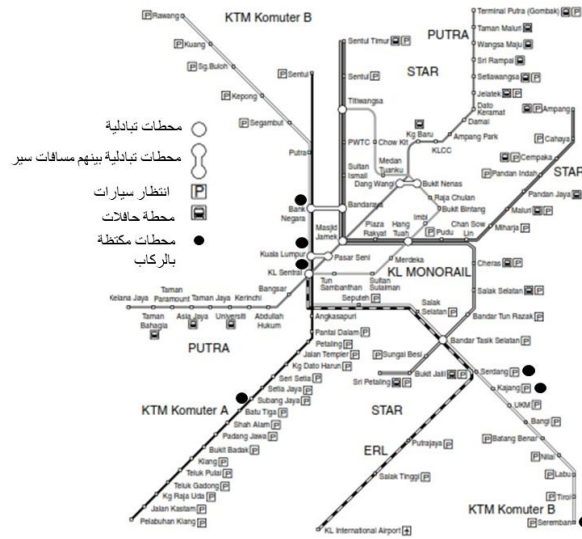 KTM Komuter B
Rawang
Kuang
Sg.Buloh
Kepong
Segambut
Putra
Sentul
Sentul Timur
Sentul
Titiwangsa
PWTC
Chow Kit
Sultan
Ismail
Medan
Tuanku
Dang Wangi
Bukit Nenas
Bank
Negara
Bandaraya
Masjid
Jamek
Plaza
Rakyat
Hang
Tuah
Imbi
Pudu
Raja Chulan
Bukit Bintang
Chan Sow
Lin
Miharja
Maluri
Pandan Jaya
Pandan Indah
Cempaka
Cahaya
Ampang
STAR
PUTRA
STAR
Terminal Putra (Gombak)
Taman Maluri
Wangsa Maju
Sri Rampai
Setiawangsa
Jelatek
Dato
Keramat
Damai
Ampang Park
KLCC
Kg Baru
محطات تبادلية
محطات تبادلية بينهم مسافات سير
P
انتظار سيارات
محطة حافلات
محطات مكتظة
بالركاب
Kuala Lumpur
Pasar Seni
KL Sentral
Merdeka
KL MONORAIL
Tun
Sambanthan
Sultan
Sulaiman
Bangsar
Kelana Jaya
Taman
Paramount
Taman Jaya
Kerinchi
Taman
Bahagia
Asia Jaya
Universiti
Abdullah
Hukum
PUTRA
Cheras
Salak Selatan
Bandar Tun Razak
Seputeh
Salak
Selatan
Bandar Tasik Selatan
Sungai Besi
Bukit Jalil
Sri Petaling
Angkasapuri
Pantai Dalam
Petaling
Jalan Templer
Kg Dato Harun
Seri Setia
Setia Jaya
Subang Jaya
Batu Tiga
Shah Alam
Padang Jawa
Bukit Badak
Klang
Teluk Pulai
Teluk Gadong
Kg Raja Uda
Jalan Kastam
Pelabuhan Klang
KTM Komuter A
STAR
ERL
Putrajaya
Salak Tinggi
KL International Airport
Serdang
Kajang
UKM
Bangi
Batang Benar
Nilai
Labu
Tiroi
Seremban
KTM Komuter B